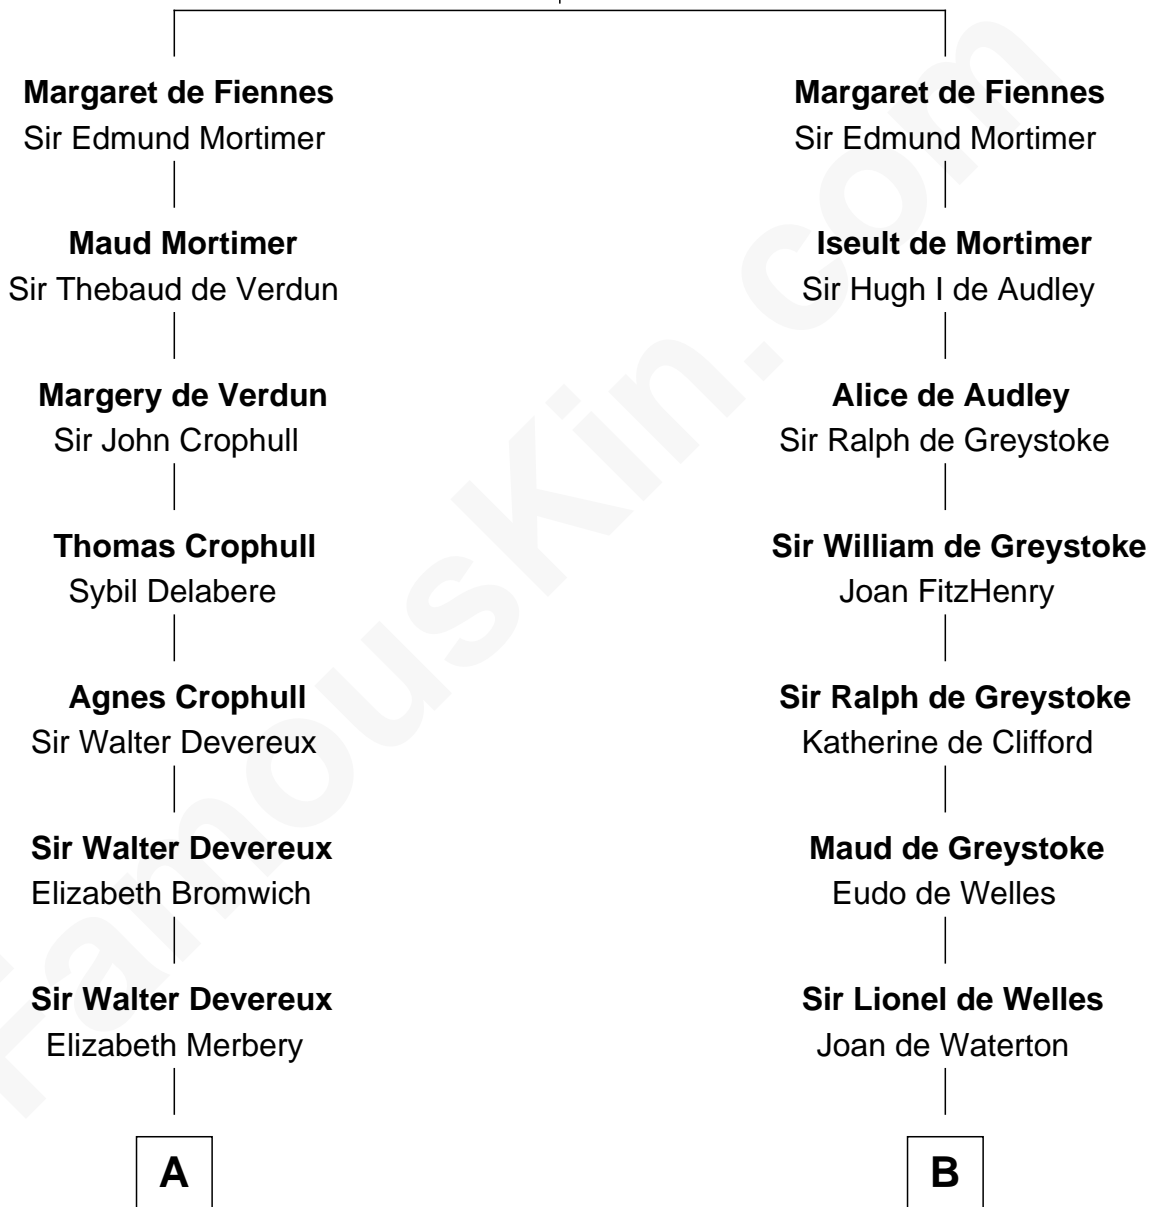 Margaret de Fiennes
Sir Edmund Mortimer
Maud Mortimer
Sir Thebaud de Verdun
Margery de Verdun
Sir John Crophull
Thomas Crophull
Sybil Delabere
Agnes Crophull
Sir Walter Devereux
Sir Walter Devereux
Elizabeth Bromwich
Sir Walter Devereux
Elizabeth Merbery
A
Margaret de Fiennes
Sir Edmund Mortimer
Iseult de Mortimer
Sir Hugh I de Audley
Alice de Audley
Sir Ralph de Greystoke
Sir William de Greystoke
Joan FitzHenry
Sir Ralph de Greystoke
Katherine de Clifford
Maud de Greystoke
Eudo de Welles
Sir Lionel de Welles
Joan de Waterton
B
FamousKin.com